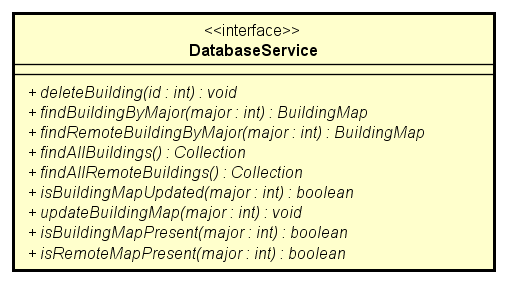 <<interface>>
DatabaseService
+ deleteBuilding(id : int) : void
+ findBuildingByMajor(major : int) : BuildingMap
+ findRemoteBuildingByMajor(major : int) : BuildingMap
+ findAllBuildings() : Collection
+ findAllRemoteBuildings() : Collection
+ isBuildingMapUpdated(major : int) : boolean
+ updateBuildingMap(major : int) : void
+ isBuildingMapPresent(major : int) : boolean
+ isRemoteMapPresent(major : int) : boolean